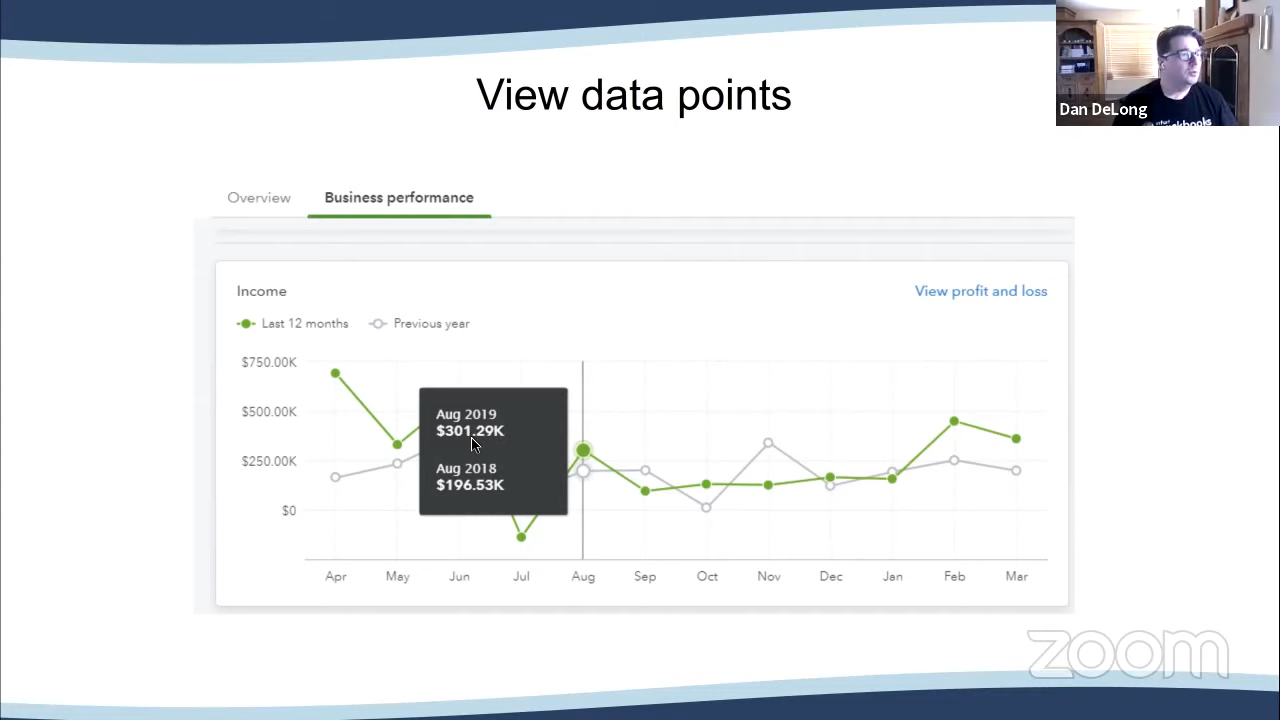 View data points
Dan DeLong
Overview
Business performance
Income
View profit and loss
Last 12 months
Previous year
$750.00K
$500.00K
$250.00K
$0
Aug 2019
$301.29K
Aug 2018
$196.53K
Apr
May
Jun
Jul
Aug
Sep
Oct
Nov
Dec
Jan
Feb
Mar
zoom